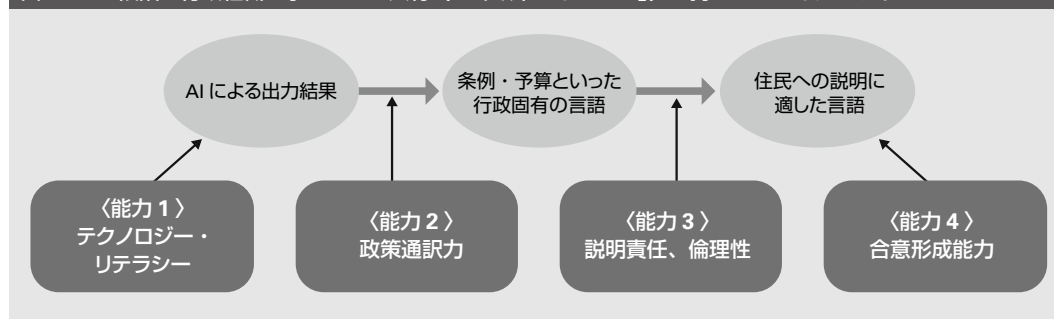 AI による出力結果
条例・予算といった
行政固有の言語
住民への説明に
適した言語
〈能力 1 〉
テクノロジー・
リテラシー
〈能力 2 〉
政策通訳力
〈能力 3 〉
説明責任、倫理性
〈能力 4 〉
合意形成能力